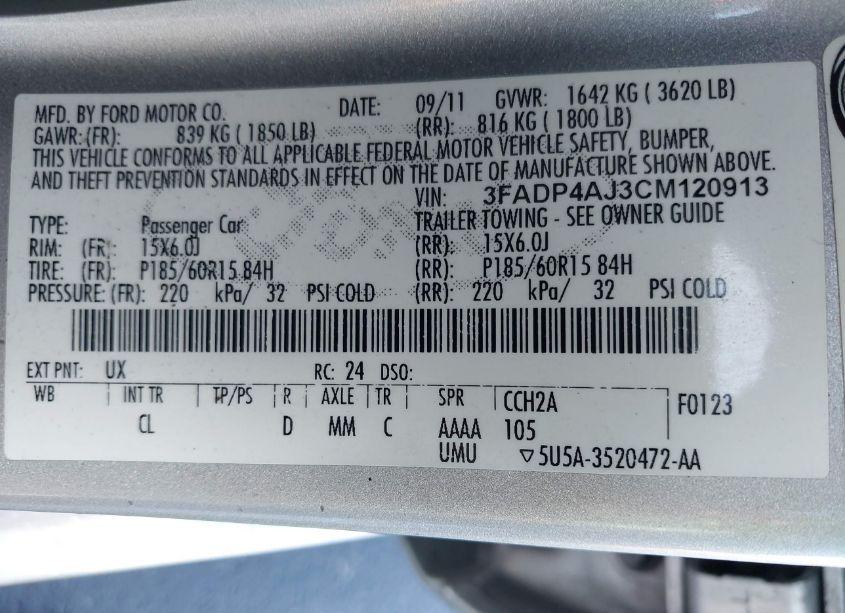 MFD. BY FORD MOTOR CO. DATE: 09/11 GVWR: 1642 KG ( 3620 LB)
GAWR: (FR): 839 KG ( 1850 LB) (RR): 816 KG ( 1800 LB)
THIS VEHICLE CONFORMS TO ALL APPLICABLE FEDERAL MOTOR VEHICLE SAFETY, BUMPER,
AND THEFT PREVENTION STANDARDS IN EFFECT ON THE DATE OF MANUFACTURE SHOWN ABOVE.
VIN: 3FADP4AJ3CM120913
TYPE: Passenger Car TRAILER TOWING - SEE OWNER GUIDE
RIM: (FR): 15X6.0J (RR): 15X6.0J
TIRE: (FR): P185/60R15 84H (RR): P185/60R15 84H
PRESSURE: (FR): 220 kPa/ 32 PSI COLD (RR): 220 kPa/ 32 PSI COLD
EXT PNT: UX RC: 24 DSO:
WB INT TR TP/PS R AXLE TR SPR CCH2A F0123
CL D MM C AAAA 105
UMU ▽5U5A-3520472-AA